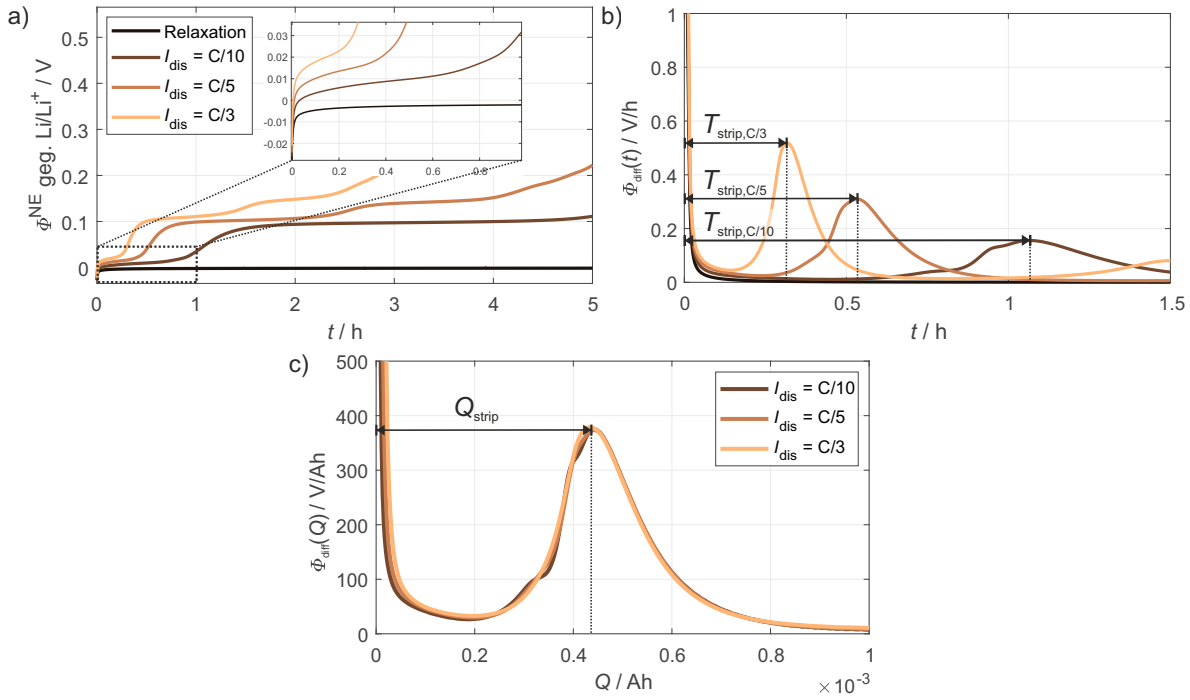 a)
Φ^NE geg. Li/Li⁺ / V
0.5
0.4
0.3
0.2
0.1
0
Relaxation
I_dis = C/10
I_dis = C/5
I_dis = C/3
0.03
0.02
0.01
0
-0.01
-0.02
0 0.2 0.4 0.6 0.8
0 1 2 3 4 5
t / h
b)
Φ_diff(t) / V/h
1
0.8
0.6
0.4
0.2
0
T_strip,C/3
T_strip,C/5
T_strip,C/10
0 0.5 1 1.5
t / h
c)
Φ_diff(Q) / V/Ah
500
400
300
200
100
0
Q_strip
I_dis = C/10
I_dis = C/5
I_dis = C/3
0 0.2 0.4 0.6 0.8 1
Q / Ah
× 10⁻³